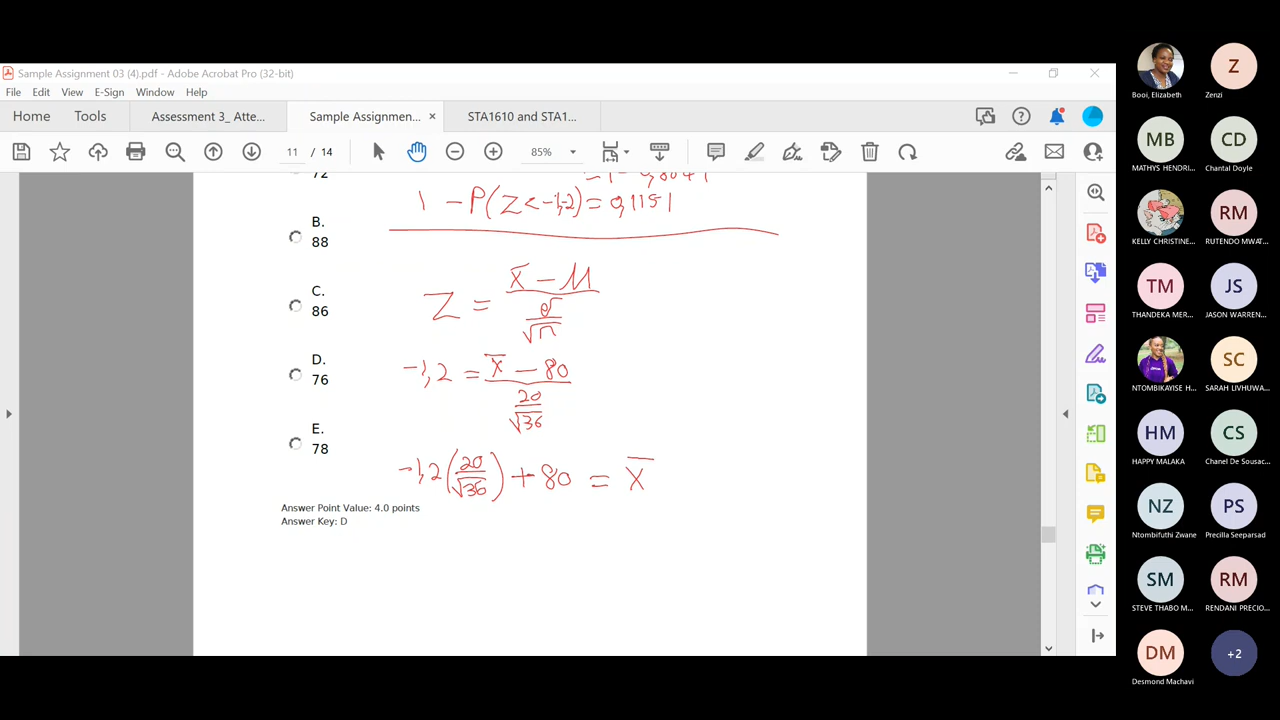 Sample Assignment 03 (4).pdf - Adobe Acrobat Pro (32-bit)
File Edit View E-Sign Window Help
Home Tools Assessment 3_ Atte... Sample Assignmen... × STA1610 and STA1...
11 / 14 85%
72
1 - P(Z < -1,2) = 0,1151
B.
88
C.
86
D.
76
E.
78
Z = x̄ - M / σ/√n
-1,2 = x̄ - 80 / 20/√36
-1,2 (20/√36) + 80 = x̄
Answer Point Value: 4.0 points
Answer Key: D
Booi, Elizabeth
Z
Zenzi
MB
MATHYS HENDRI...
CD
Chantal Doyle
KELLY CHRISTINE...
RM
RUTENDO MWAT...
TM
THANDEKA MER...
JS
JASON WARREN...
NTOMBIKAYISE H...
SC
SARAH LIVHUWA...
HM
HAPPY MALAKA
CS
Chanel De Sousac...
NZ
Ntombifuthi Zwane
PS
Precilla Seeparsad
SM
STEVE THABO M...
RM
RENDANI PRECIO...
DM
Desmond Machavi
+2